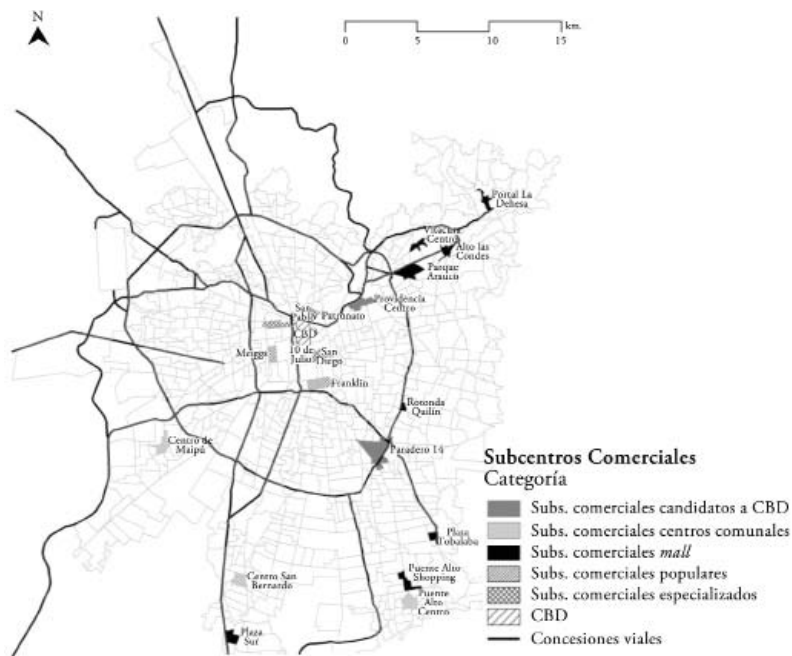 N
km.
0 5 10 15
Portal La
Dehesa
Vitacura
Centro
Alto las
Condes
Parque
Arauco
Providencia
Centro
San
Pablo
Patronato
CBD
Meiggs
10 de
Julio
San
Diego
Franklin
Rotonda
Quilín
Centro de
Maipú
Paradero 14
Plaza
Tobalaba
Puente Alto
Shopping
Puente
Alto
Centro
Centro San
Bernardo
Plaza
Sur
Subcentros Comerciales
Categoría
Subs. comerciales candidatos a CBD
Subs. comerciales centros comunales
Subs. comerciales mall
Subs. comerciales populares
Subs. comerciales especializados
CBD
Concesiones viales